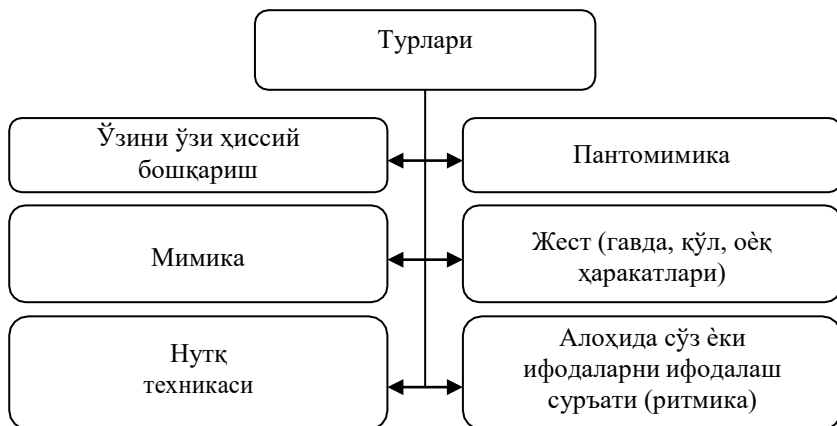 Турлари
Ўзини ўзи ҳиссий
бошқариш
Пантомимика
Мимика
Жест (гавда, қўл, оѐқ
ҳаракатлари)
Нутқ
техникаси
Алоҳида сўз ѐки
ифодаларни ифодалаш
суръати (ритмика)